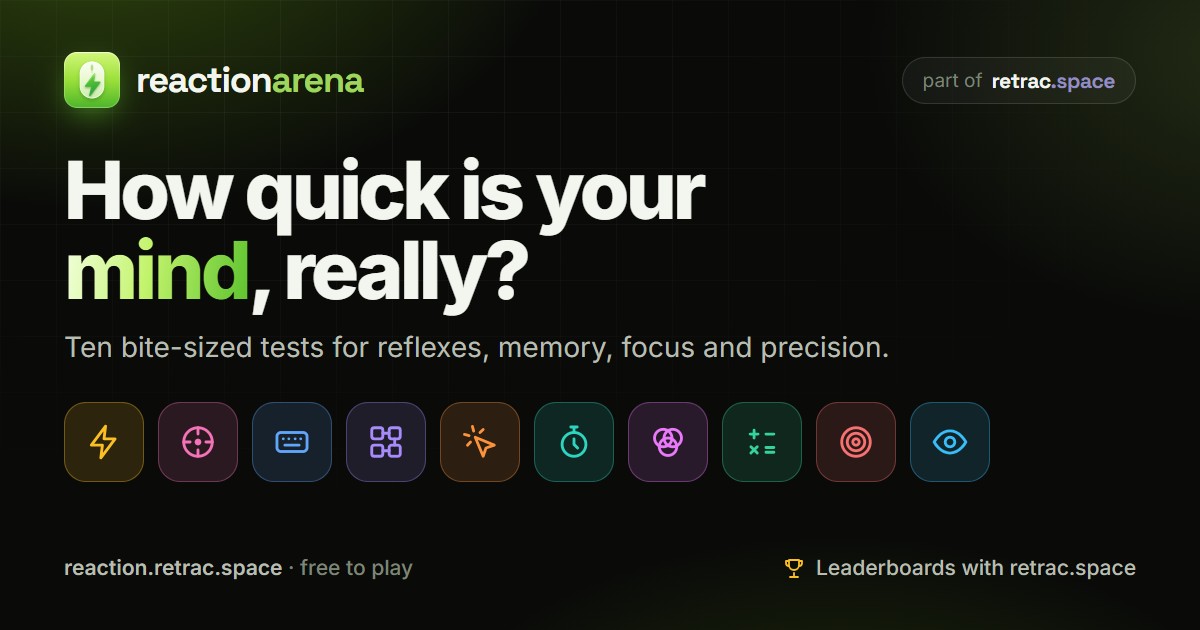 reactionarena
part of retrac.space
How quick is your
mind, really?
Ten bite-sized tests for reflexes, memory, focus and precision.
reaction.retrac.space · free to play
Leaderboards with retrac.space